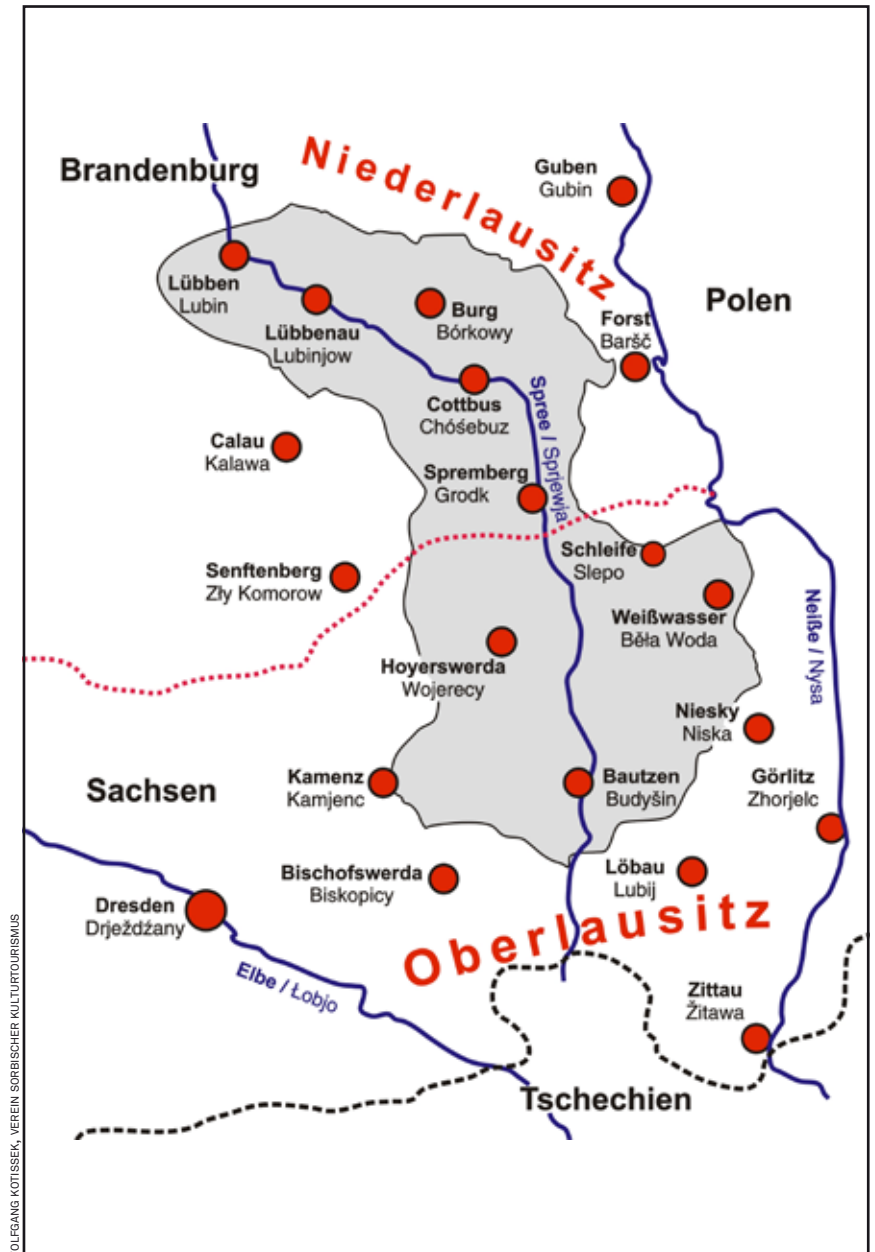 Brandenburg
Niederlausitz
Guben
Gubin
Polen
Lübben
Lubin
Lübbenau
Lubinjow
Burg
Bórkowy
Forst
Baršć
Cottbus
Chóśebuz
Spree / Sprjewja
Calau
Kalawa
Spremberg
Grodk
Schleife
Slepo
Senftenberg
Zły Komorow
Weißwasser
Běła Woda
Neiße / Nysa
Hoyerswerda
Wojerecy
Niesky
Niska
Sachsen
Kamenz
Kamjenc
Bautzen
Budyšin
Görlitz
Zhorjelc
Bischofswerda
Biskopicy
Löbau
Lubij
Dresden
Drježdźany
Oberlausitz
Elbe / Łobjo
Zittau
Žitawa
Tschechien
OLFGANG KOTISSEK, VEREIN SORBISCHER KULTURTOURISMUS